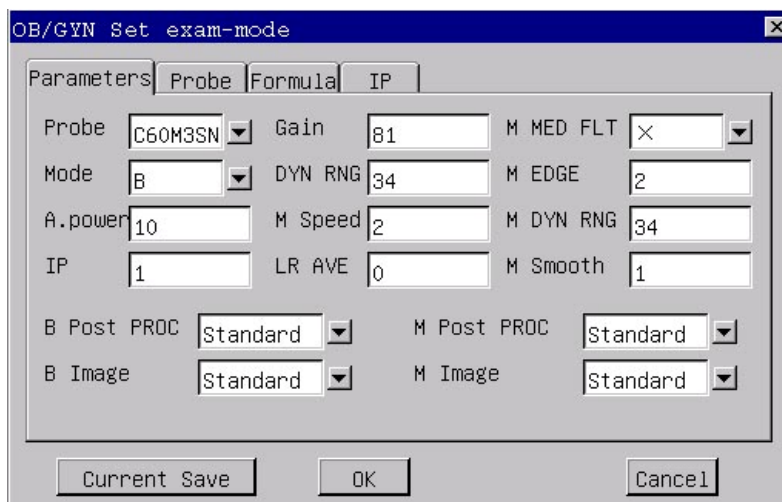 OB/GYN Set exam-mode
Parameters Probe Formula IP
Probe C60M3SN Gain 81 M MED FLT ×
Mode B DYN RNG 34 M EDGE 2
A.power 10 M Speed 2 M DYN RNG 34
IP 1 LR AVE 0 M Smooth 1
B Post PROC Standard M Post PROC Standard
B Image Standard M Image Standard
Current Save OK Cancel